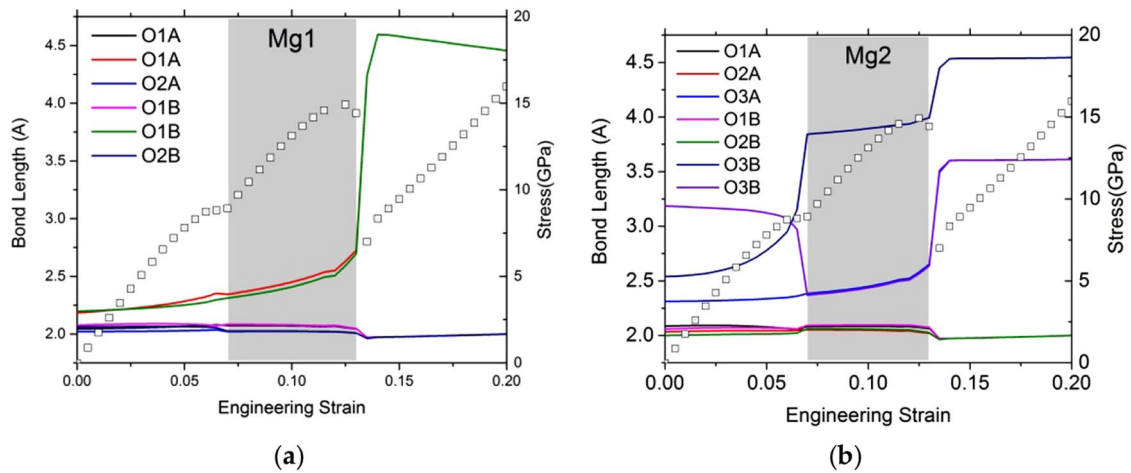 Mg1
O1A
O1A
O2A
O1B
O1B
O2B
Bond Length (A)
4.5
4.0
3.5
3.0
2.5
2.0
Stress(GPa)
20
15
10
5
0
0.00 0.05 0.10 0.15 0.20
Engineering Strain
(a)
Mg2
O1A
O2A
O3A
O1B
O2B
O3B
O3B
Bond Length (A)
4.5
4.0
3.5
3.0
2.5
2.0
Stress(GPa)
20
15
10
5
0
0.00 0.05 0.10 0.15 0.20
Engineering Strain
(b)